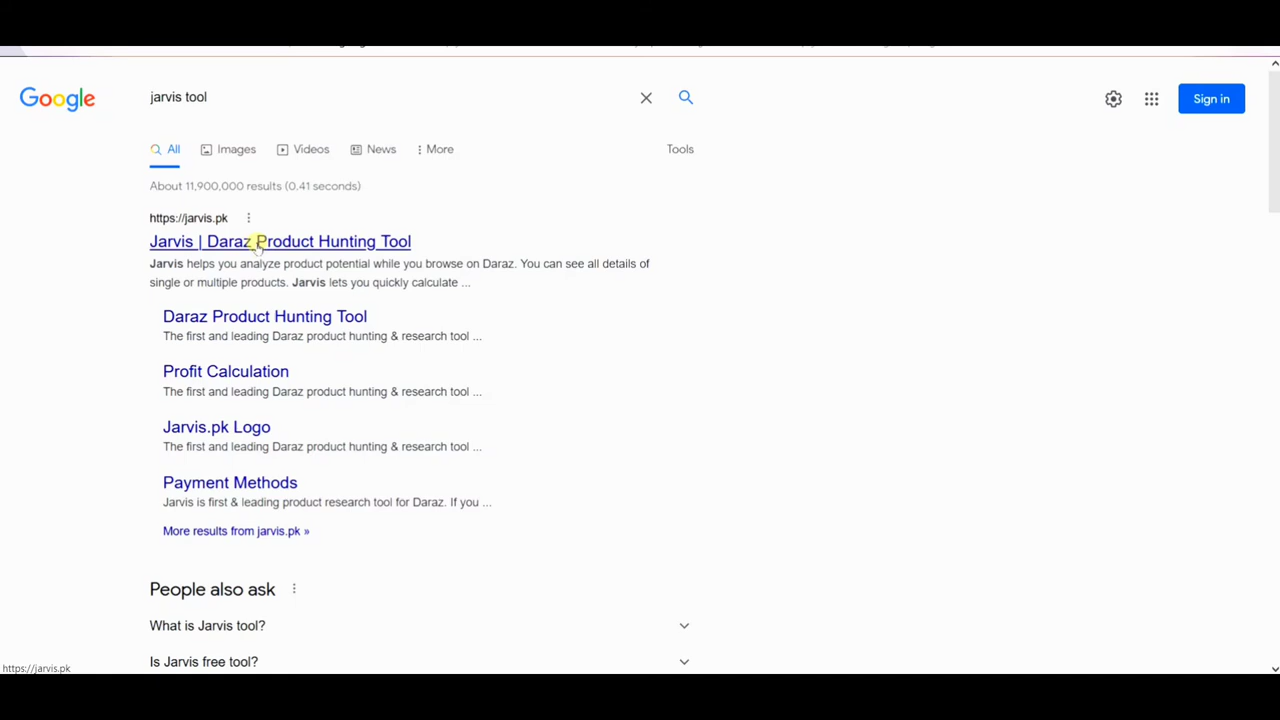 Google
jarvis tool
Sign in
All Images Videos News More Tools
About 11,900,000 results (0.41 seconds)
https://jarvis.pk
Jarvis | Daraz Product Hunting Tool
Jarvis helps you analyze product potential while you browse on Daraz. You can see all details of
single or multiple products. Jarvis lets you quickly calculate ...
Daraz Product Hunting Tool
The first and leading Daraz product hunting & research tool ...
Profit Calculation
The first and leading Daraz product hunting & research tool ...
Jarvis.pk Logo
The first and leading Daraz product hunting & research tool ...
Payment Methods
Jarvis is first & leading product research tool for Daraz. If you ...
More results from jarvis.pk »
People also ask
What is Jarvis tool?
Is Jarvis free tool?
https://jarvis.pk